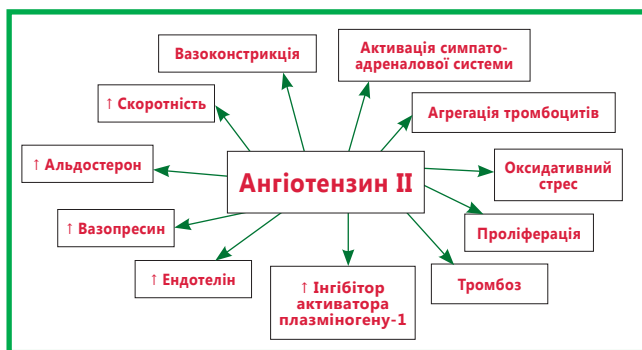 Вазоконстрикція
Активація симпато-
адреналової системи
↑ Скоротність
Агрегація тромбоцитів
↑ Альдостерон
Ангіотензин II
Оксидативний
стрес
↑ Вазопресин
Проліферація
↑ Ендотелін
↑ Інгібітор
активатора
плазміногену-1
Тромбоз